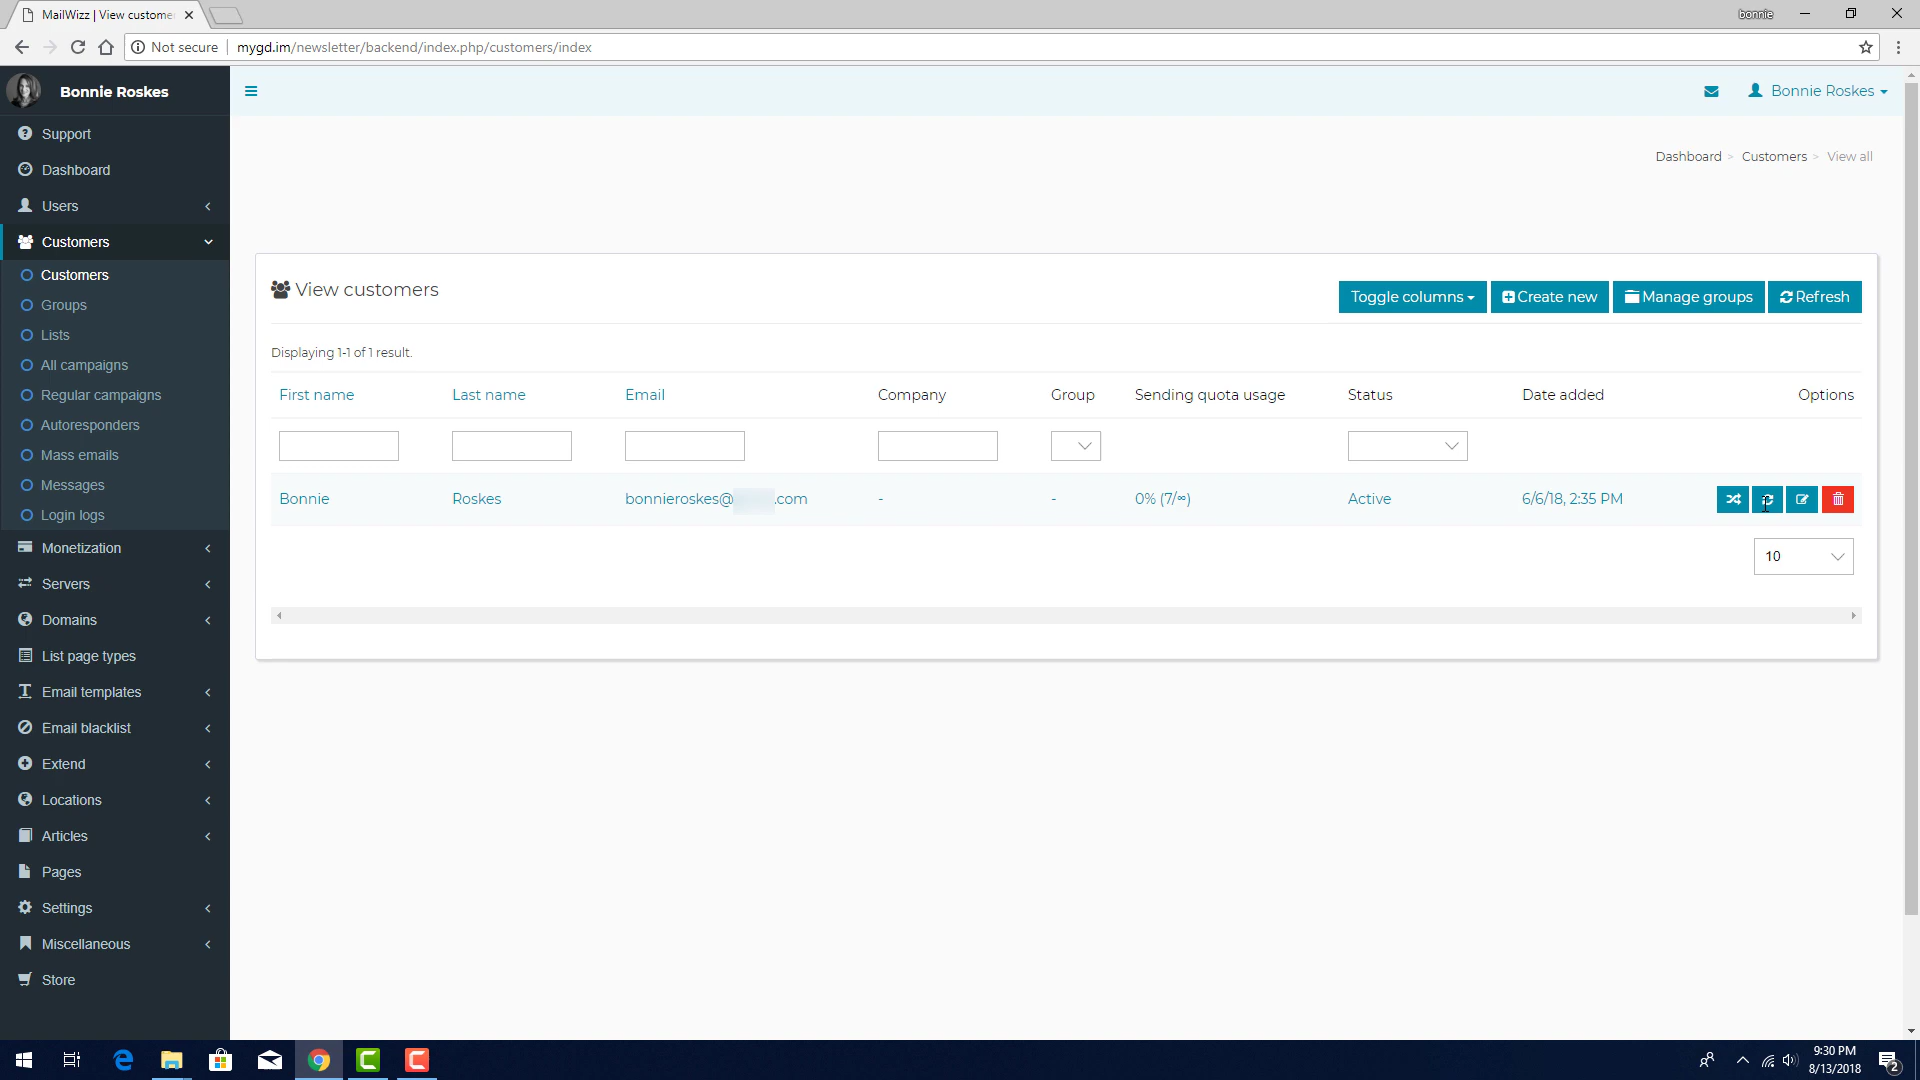 MailWizz | View custome
bonnie
Not secure
mygd.im/newsletter/backend/index.php/customers/index
Bonnie Roskes
Bonnie Roskes
Support
Dashboard
Users
Customers
Customers
Groups
Lists
All campaigns
Regular campaigns
Autoresponders
Mass emails
Messages
Login logs
Monetization
Servers
Domains
List page types
Email templates
Email blacklist
Extend
Locations
Articles
Pages
Settings
Miscellaneous
Store
Dashboard > Customers > View all
View customers
Toggle columns
Create new
Manage groups
Refresh
Displaying 1-1 of 1 result.
First name Last name Email Company Group Sending quota usage Status Date added Options
Bonnie Roskes bonnieroskes@ .com - - 0% (7/∞) Active 6/6/18, 2:35 PM
10
9:30 PM
8/13/2018
2